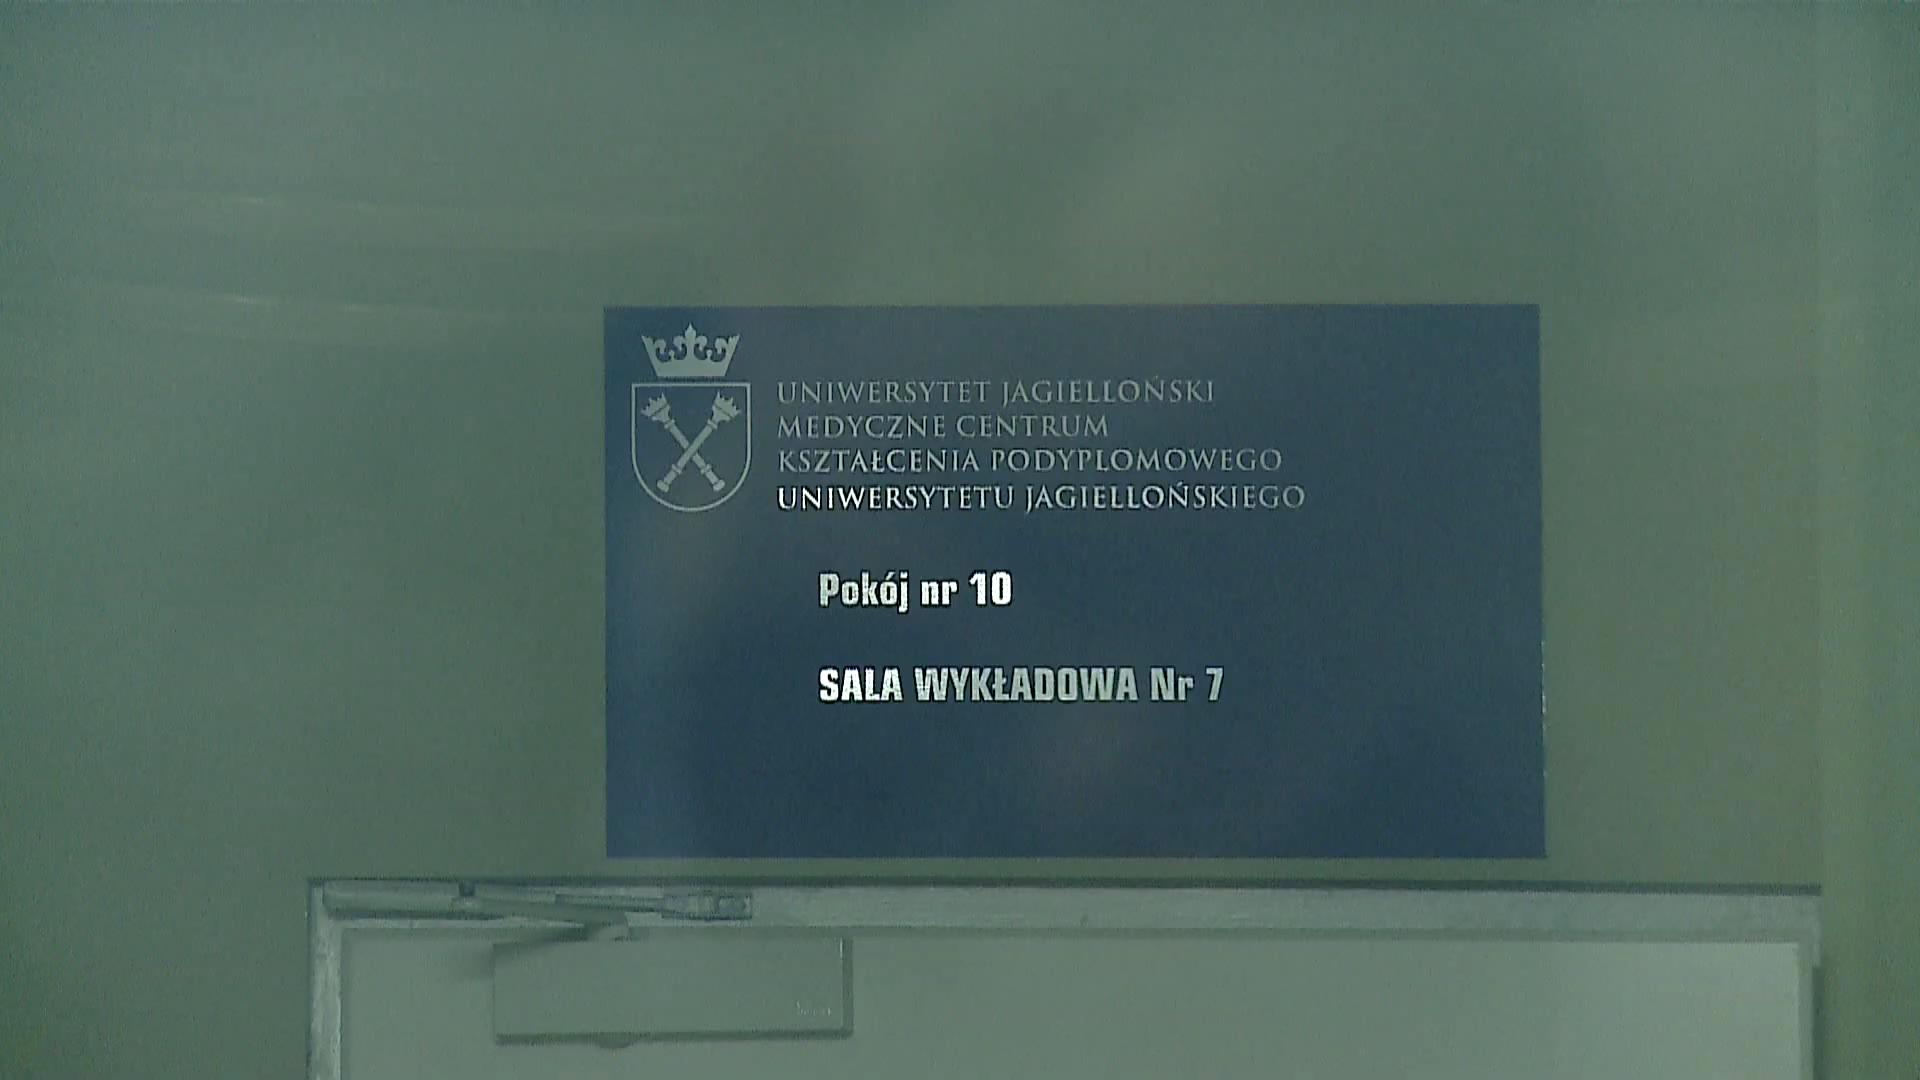 UNIWERSYTET JAGIELLOŃSKI
MEDYCZNE CENTRUM
KSZTAŁCENIA PODYPLOMOWEGO
UNIWERSYTETU JAGIELLOŃSKIEGO
Pokój nr 10
SALA WYKŁADOWA Nr 7